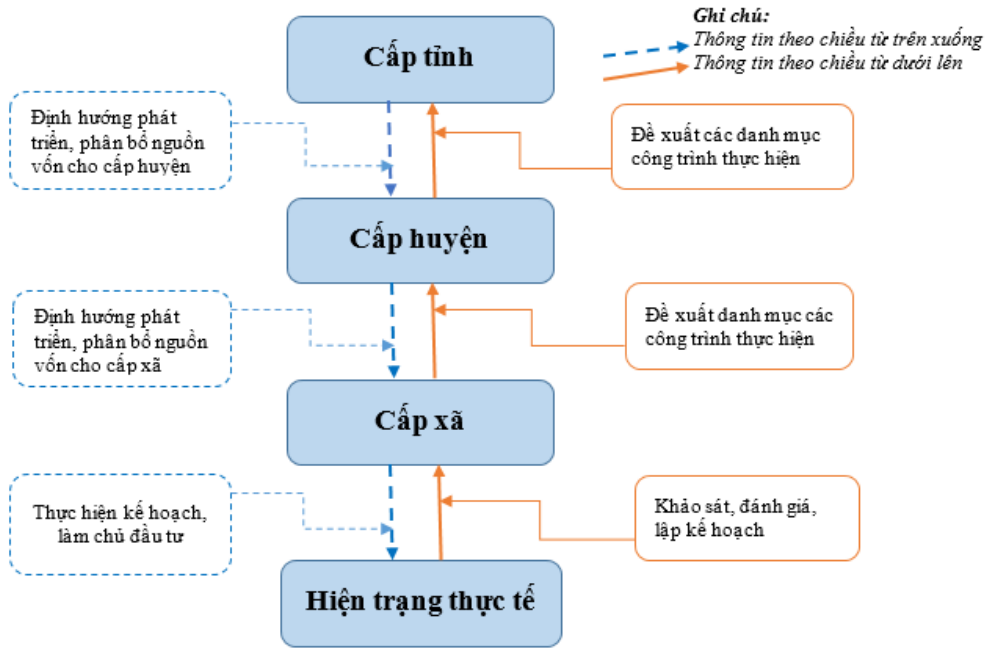 Ghi chú:
Thông tin theo chiều từ trên xuống
Thông tin theo chiều từ dưới lên
Cấp tỉnh
Định hướng phát
triển, phân bổ nguồn
vốn cho cấp huyện
Đề xuất các danh mục
công trình thực hiện
Cấp huyện
Định hướng phát
triển, phân bổ nguồn
vốn cho cấp xã
Đề xuất danh mục các
công trình thực hiện
Cấp xã
Thực hiện kế hoạch,
làm chủ đầu tư
Khảo sát, đánh giá,
lập kế hoạch
Hiện trạng thực tế